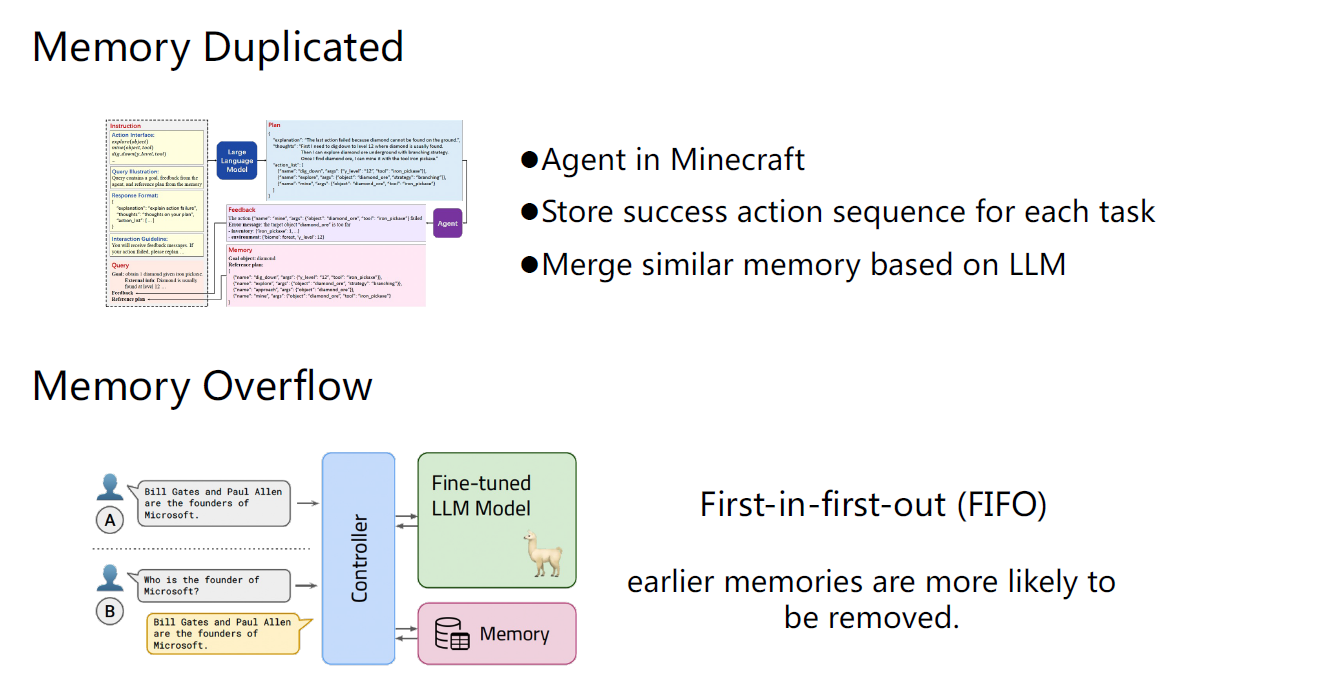 Memory Duplicated
Instruction
Action Interface:
explore(object)
mine(object, tool)
dig_down(y_level, tool)
...
Query Illustration:
Query contains a goal, feedback from the
agent, and reference plan from the memory
Response Format:
{
"explanation": "explain action failure",
"thoughts": "thoughts on your plan",
"action_list": [...]
}
Interaction Guideline:
You will receive feedback messages. If
your action failed, please replan ...
Query
Goal: obtain 1 diamond given iron pickaxe
External info: Diamond is usually
found at level 12 ...
Feedback
Reference plan
Large
Language
Model
Plan
{
"explanation": "The last action failed because diamond cannot be found on the ground.",
"thoughts": "First I need to dig down to level 12 where diamond is usually found.
Then I can explore diamond ore underground with branching strategy.
Once I find diamond ore, I can mine it with the tool iron pickaxe."
"action_list": [
{"name": "dig_down", "args": {"y_level": "12", "tool": "iron_pickaxe"}},
{"name": "explore", "args": {"object": "diamond_ore", "strategy": "branching"}},
{"name": "mine", "args": {"object": "diamond_ore", "tool": "iron_pickaxe"}
]
}
Feedback
The action {"name": "mine", "args": {"object": "diamond_ore", "tool": "iron_pickaxe"} failed
Error message: the target object "diamond_ore" is too far
- inventory: {"iron_pickaxe": 1, ...}
- environment: {"biome": forest, "y_level": 12}
Agent
Memory
Goal object: diamond
Reference plan:
[
{"name": "dig_down", "args": {"y_level": "12", "tool": "iron_pickaxe"}},
{"name": "explore", "args": {"object": "diamond_ore", "strategy": "branching"}},
{"name": "approach", "args": {"object": "diamond_ore"}},
{"name": "mine", "args": {"object": "diamond_ore", "tool": "iron_pickaxe"}
]
●Agent in Minecraft
●Store success action sequence for each task
●Merge similar memory based on LLM
Memory Overflow
A
Bill Gates and Paul Allen
are the founders of
Microsoft.
B
Who is the founder of
Microsoft?
Bill Gates and Paul Allen
are the founders of
Microsoft.
Controller
Fine-tuned
LLM Model
Memory
First-in-first-out (FIFO)
earlier memories are more likely to
be removed.